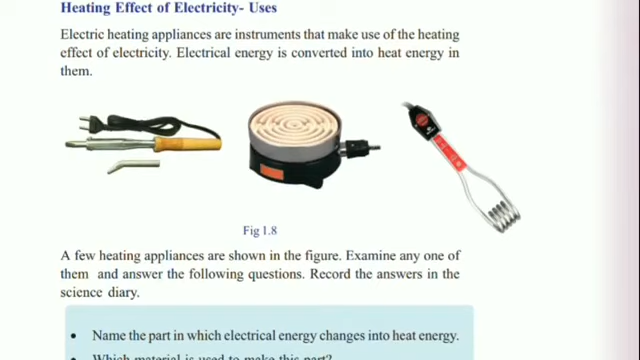 Heating Effect of Electricity- Uses
Electric heating appliances are instruments that make use of the heating
effect of electricity. Electrical energy is converted into heat energy in
them.
Fig 1.8
A few heating appliances are shown in the figure. Examine any one of
them and answer the following questions. Record the answers in the
science diary.
• Name the part in which electrical energy changes into heat energy.
• Which material is used to make this part?